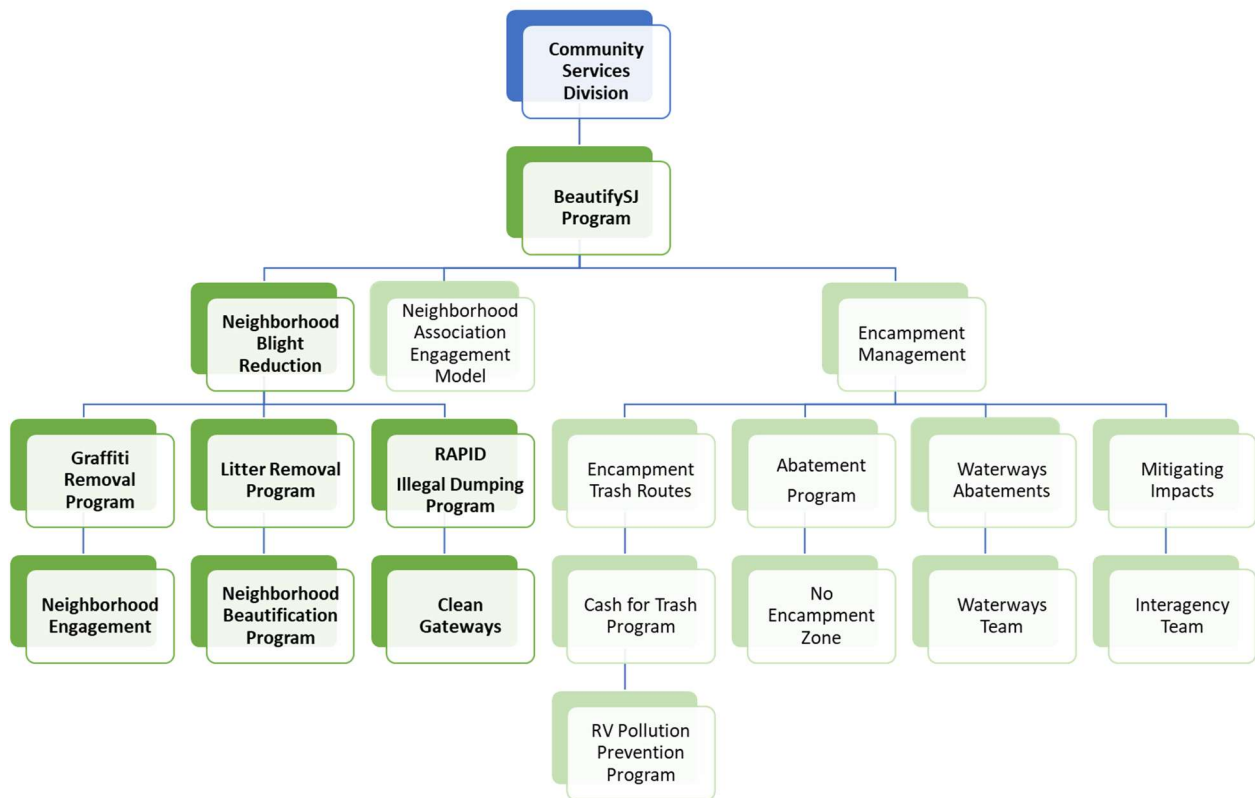 Community
Services
Division
BeautifySJ
Program
Neighborhood
Blight
Reduction
Neighborhood
Association
Engagement
Model
Encampment
Management
Graffiti
Removal
Program
Litter Removal
Program
RAPID
Illegal Dumping
Program
Encampment
Trash Routes
Abatement
Program
Waterways
Abatements
Mitigating
Impacts
Neighborhood
Engagement
Neighborhood
Beautification
Program
Clean
Gateways
Cash for Trash
Program
No
Encampment
Zone
Waterways
Team
Interagency
Team
RV Pollution
Prevention
Program